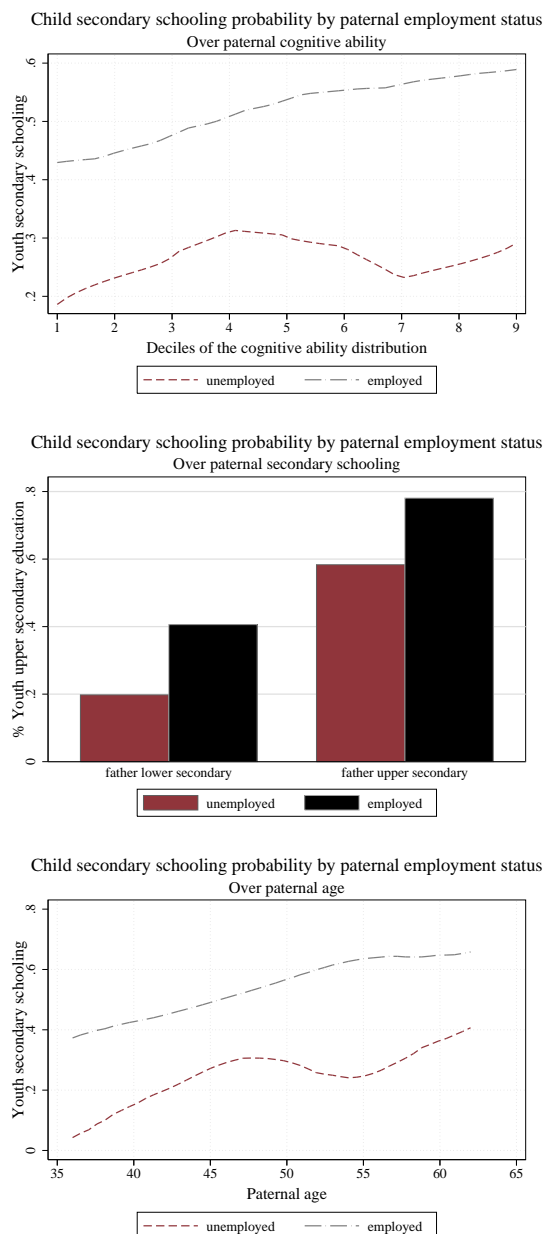 Child secondary schooling probability by paternal employment status
Over paternal cognitive ability
Youth secondary schooling
.2 .3 .4 .5 .6
1 2 3 4 5 6 7 8 9
Deciles of the cognitive ability distribution
unemployed employed
Child secondary schooling probability by paternal employment status
Over paternal secondary schooling
% Youth upper secondary education
0 .2 .4 .6 .8
father lower secondary father upper secondary
unemployed employed
Child secondary schooling probability by paternal employment status
Over paternal age
Youth secondary schooling
0 .2 .4 .6 .8
35 40 45 50 55 60 65
Paternal age
unemployed employed